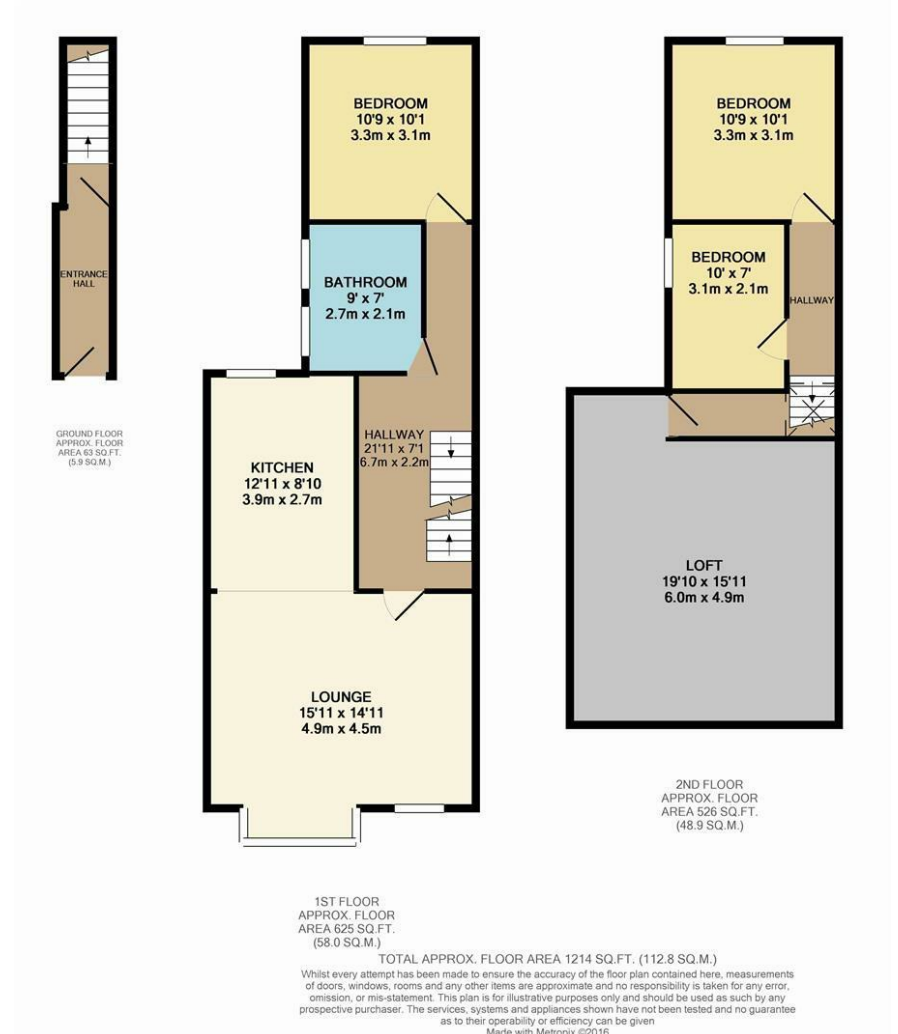 ENTRANCE
HALL
GROUND FLOOR
APPROX. FLOOR
AREA 63 SQ.FT.
(5.9 SQ.M.)
BEDROOM
10'9 x 10'1
3.3m x 3.1m
BATHROOM
9' x 7'
2.7m x 2.1m
HALLWAY
21'11 x 7'1
6.7m x 2.2m
KITCHEN
12'11 x 8'10
3.9m x 2.7m
LOUNGE
15'11 x 14'11
4.9m x 4.5m
1ST FLOOR
APPROX. FLOOR
AREA 625 SQ.FT.
(58.0 SQ.M.)
BEDROOM
10'9 x 10'1
3.3m x 3.1m
BEDROOM
10' x 7'
3.1m x 2.1m
HALLWAY
LOFT
19'10 x 15'11
6.0m x 4.9m
2ND FLOOR
APPROX. FLOOR
AREA 526 SQ.FT.
(48.9 SQ.M.)
TOTAL APPROX. FLOOR AREA 1214 SQ.FT. (112.8 SQ.M.)
Whilst every attempt has been made to ensure the accuracy of the floor plan contained here, measurements
of doors, windows, rooms and any other items are approximate and no responsibility is taken for any error,
omission, or mis-statement. This plan is for illustrative purposes only and should be used as such by any
prospective purchaser. The services, systems and appliances shown have not been tested and no guarantee
as to their operability or efficiency can be given
Made with Metropix ©2016